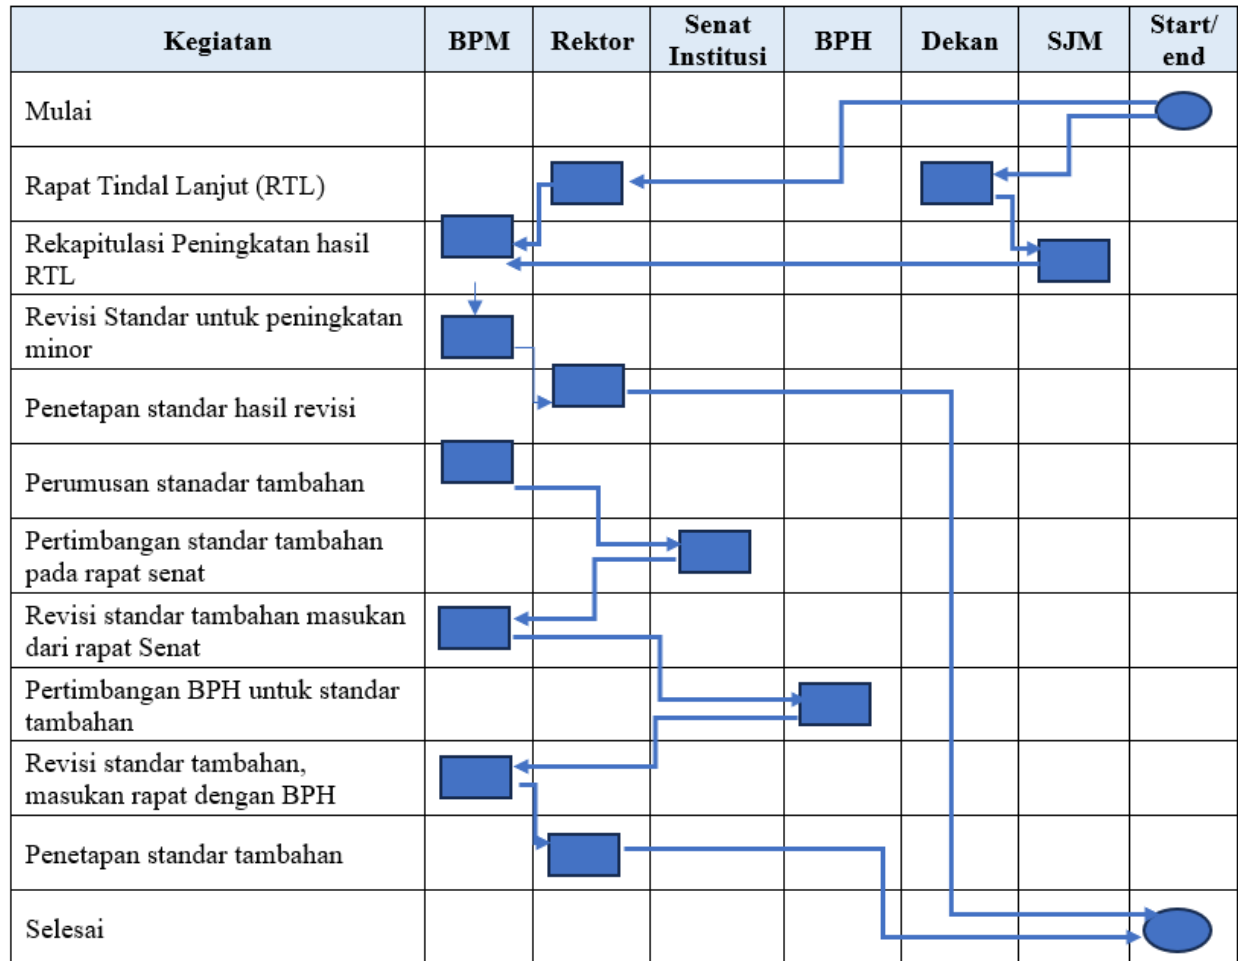 Kegiatan
BPM
Rektor
Senat
Institusi
BPH
Dekan
SJM
Start/
end
Mulai
Rapat Tindal Lanjut (RTL)
Rekapitulasi Peningkatan hasil
RTL
Revisi Standar untuk peningkatan
minor
Penetapan standar hasil revisi
Perumusan stanadar tambahan
Pertimbangan standar tambahan
pada rapat senat
Revisi standar tambahan masukan
dari rapat Senat
Pertimbangan BPH untuk standar
tambahan
Revisi standar tambahan,
masukan rapat dengan BPH
Penetapan standar tambahan
Selesai